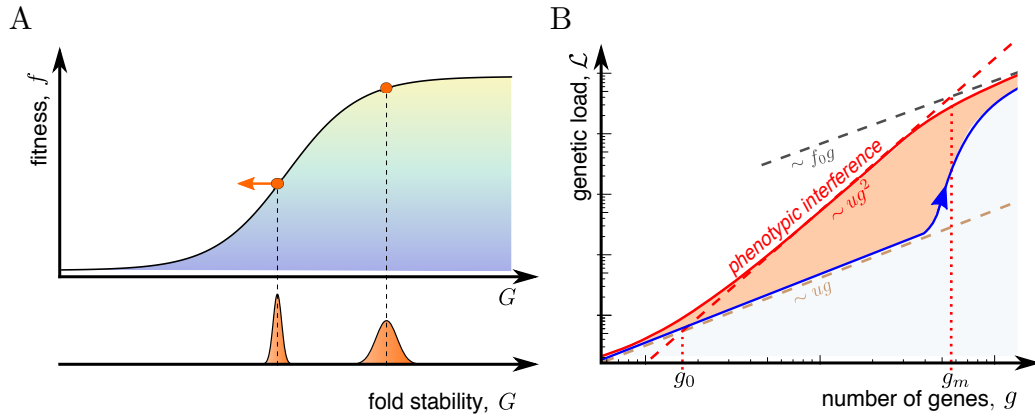 A
fitness, f
G
fold stability, G
B
genetic load, ℒ
~ f₀g
phenotypic interference
~ ug²
~ ug
g₀
gₘ
number of genes, g